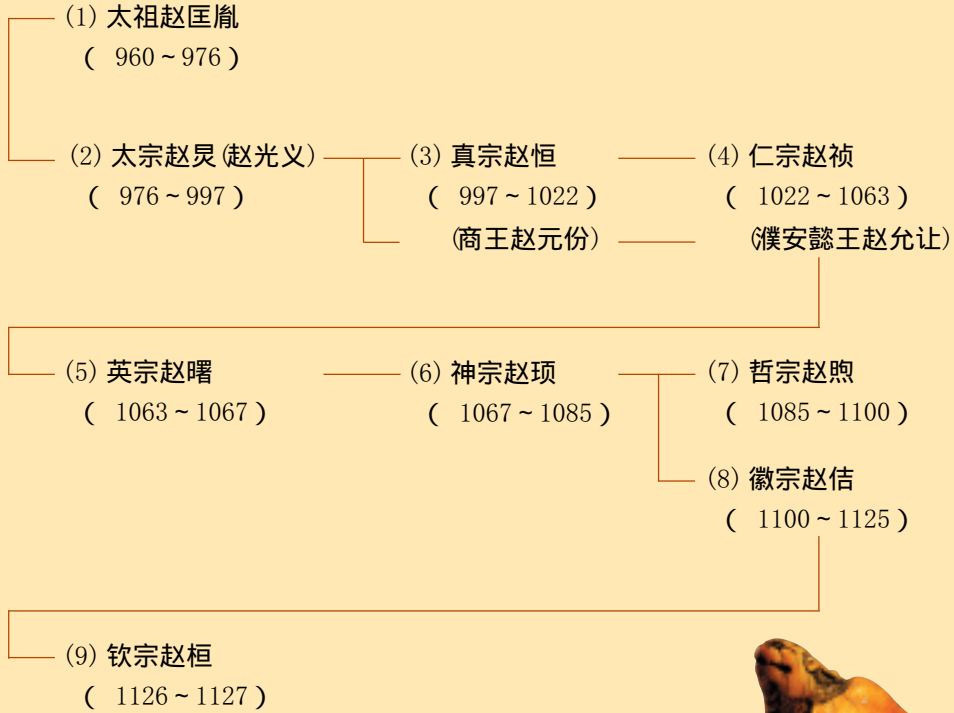 (1) 太祖赵匡胤
( 960～976 )
(2) 太宗赵炅(赵光义) (3) 真宗赵恒 (4) 仁宗赵祯
( 976～997 ) ( 997～1022 ) ( 1022～1063 )
(商王赵元份) (濮安懿王赵允让)
(5) 英宗赵曙 (6) 神宗赵顼 (7) 哲宗赵煦
( 1063～1067 ) ( 1067～1085 ) ( 1085～1100 )
(8) 徽宗赵佶
( 1100～1125 )
(9) 钦宗赵桓
( 1126～1127 )